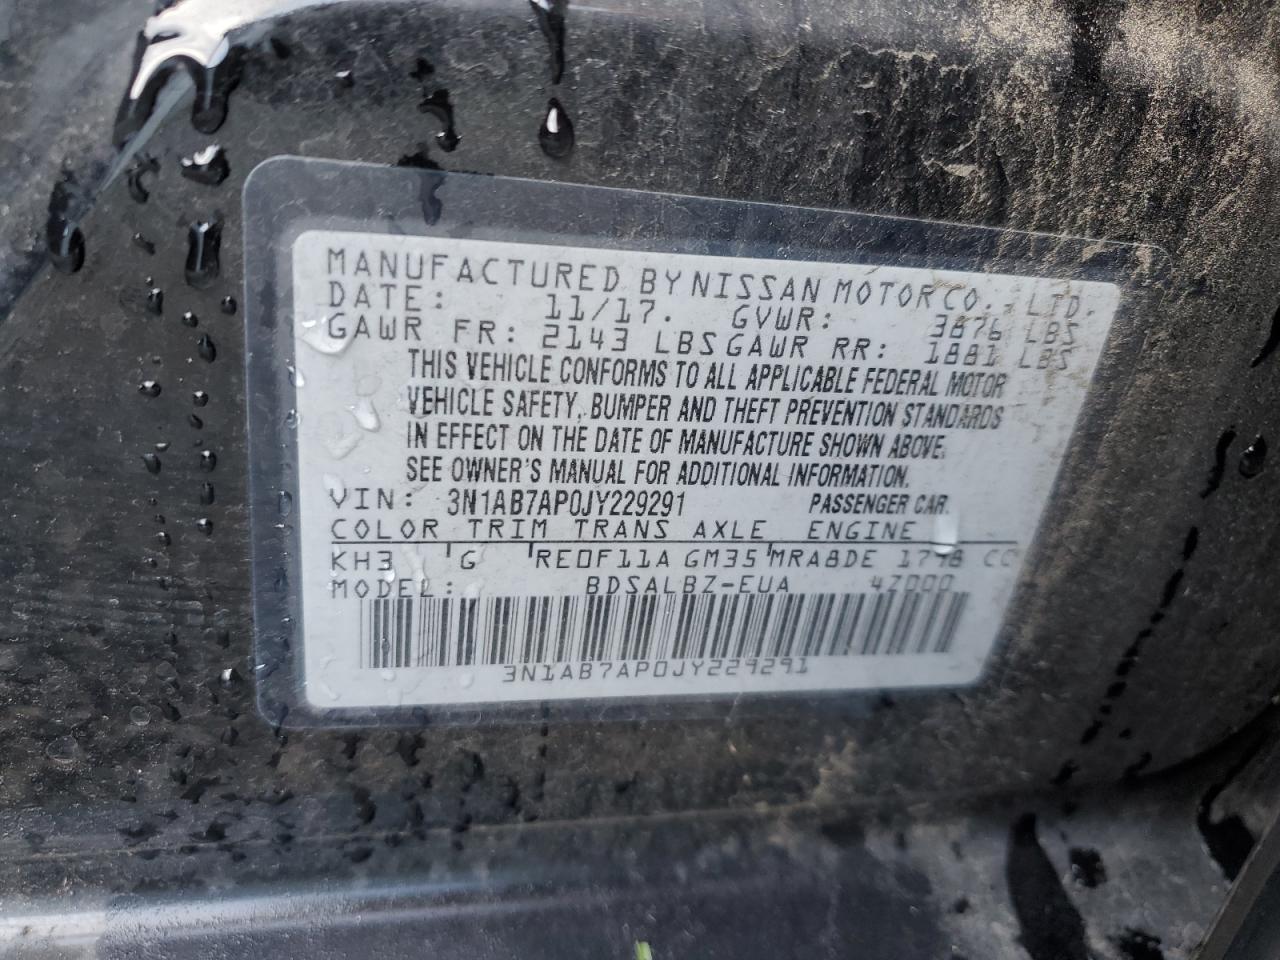 MANUFACTURED BY NISSAN MOTOR CO., LTD.
DATE: 11/17. GVWR: 3876 LBS
GAWR FR: 2143 LBS GAWR RR: 1881 LBS
THIS VEHICLE CONFORMS TO ALL APPLICABLE FEDERAL MOTOR
VEHICLE SAFETY, BUMPER AND THEFT PREVENTION STANDARDS
IN EFFECT ON THE DATE OF MANUFACTURE SHOWN ABOVE.
SEE OWNER'S MANUAL FOR ADDITIONAL INFORMATION.
VIN: 3N1AB7AP0JY229291 PASSENGER CAR.
COLOR TRIM TRANS AXLE ENGINE
KH3 'G 'RE0F11A GM35 'MRA8DE 1798 CC
MODEL: BDSALBZ-EUA 4Z000
3N1AB7AP0JY229291